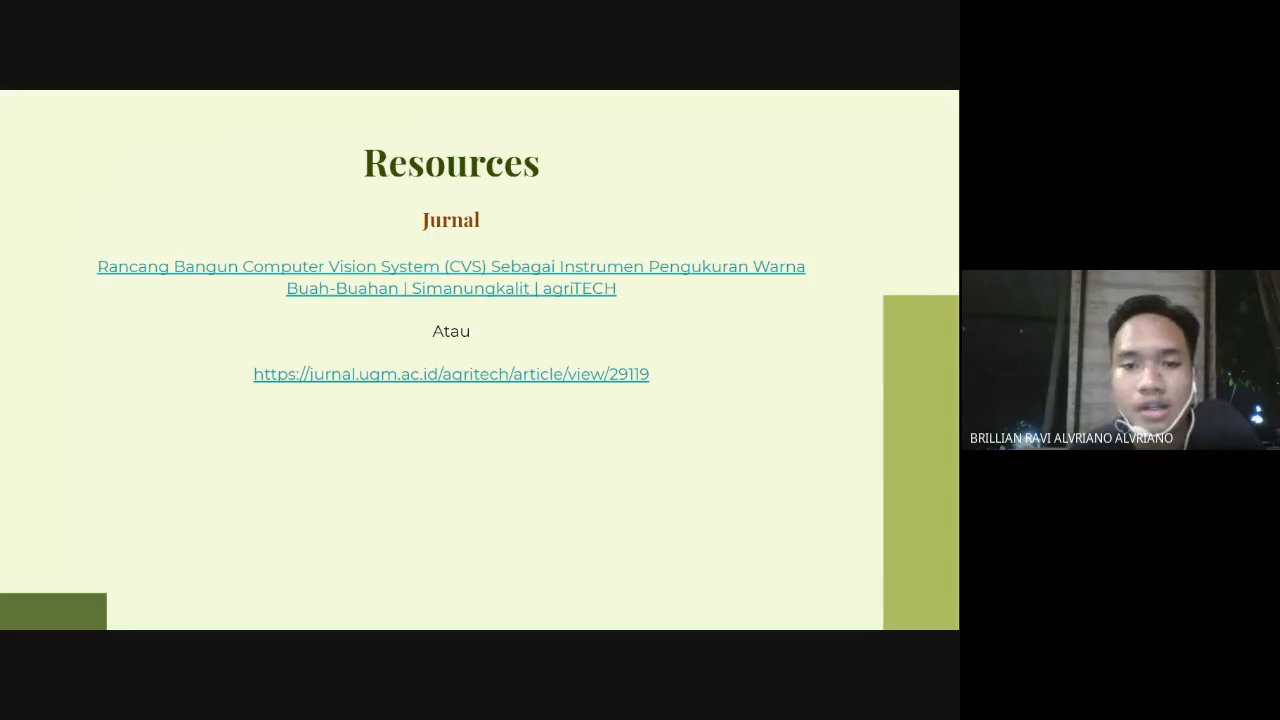 Resources
Jurnal
Rancang Bangun Computer Vision System (CVS) Sebagai Instrumen Pengukuran Warna
Buah-Buahan | Simanungkalit | agriTECH
Atau
https://jurnal.ugm.ac.id/agritech/article/view/29119
BRILLIAN RAVI ALVRIANO ALVRIANO